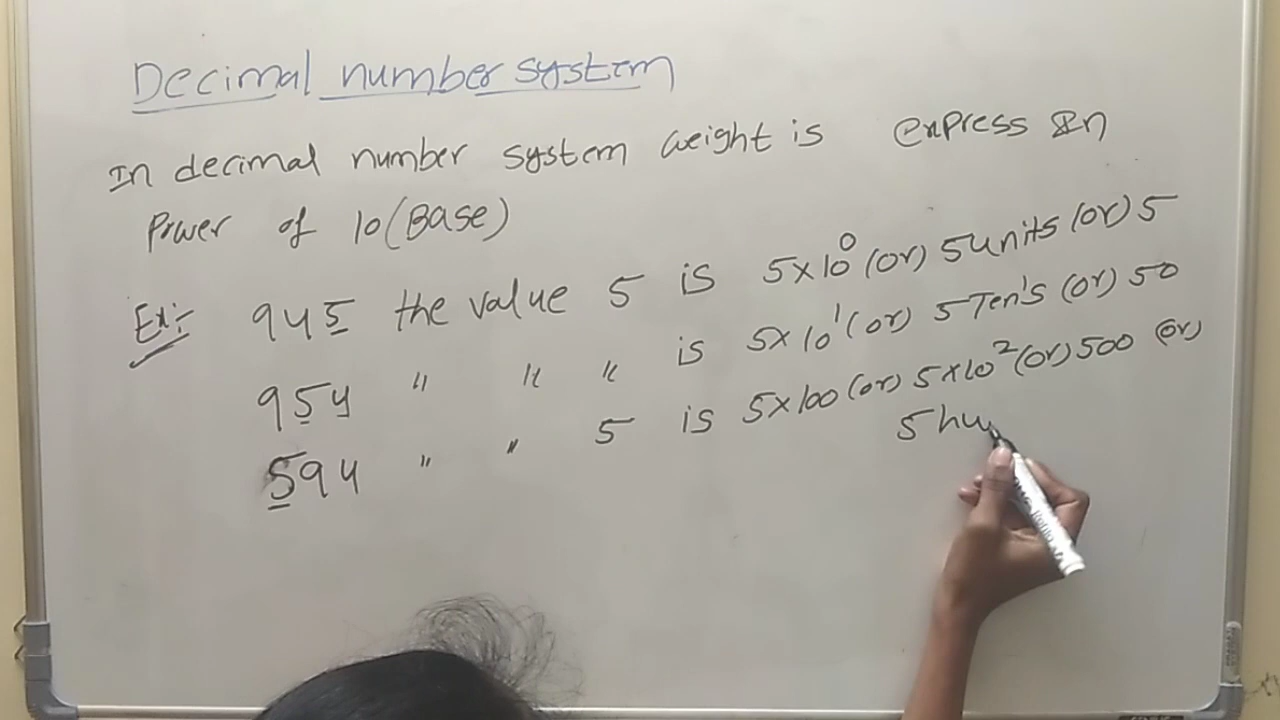 Decimal number system
In decimal number system weight is express In
Power of 10 (Base)
Ex:- 945 the value 5 is 5×10⁰ (or) 5 units (or) 5
954 " " " is 5×10¹ (or) 5 Ten's (or) 50
594 " " 5 is 5×100 (or) 5×10² (or) 500 (or)
5 hu